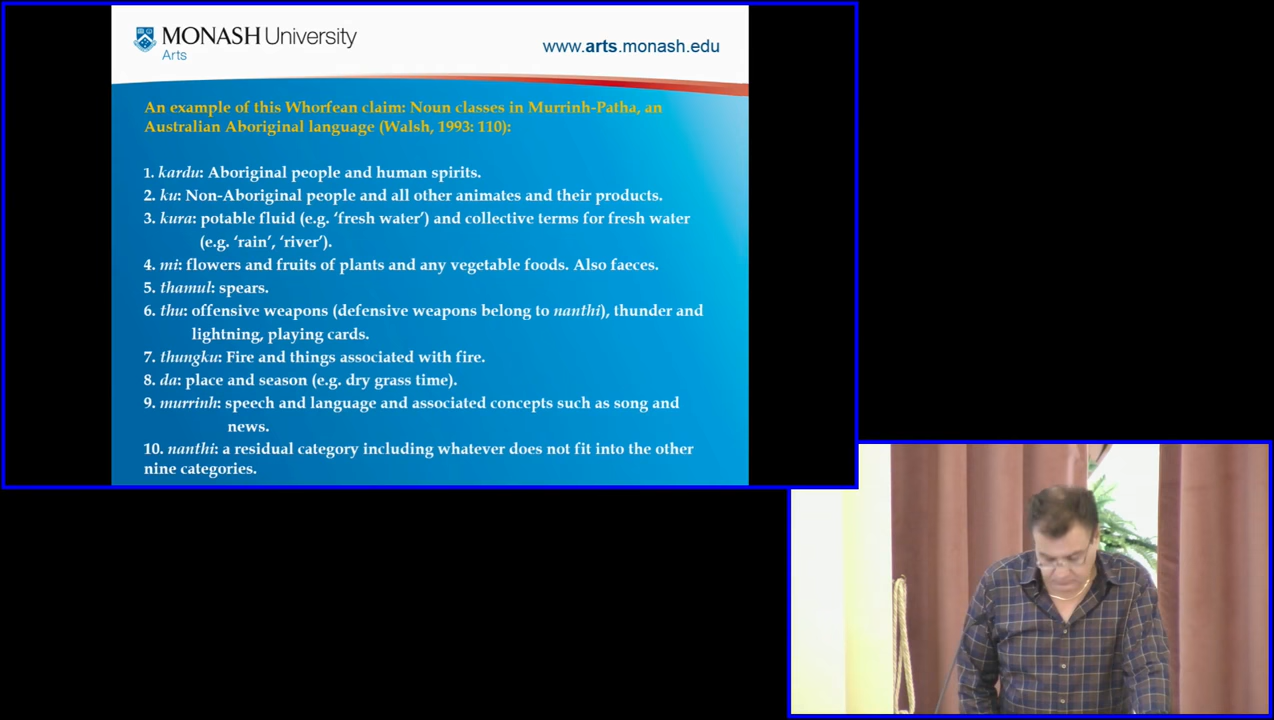 MONASH University
Arts
www.arts.monash.edu
An example of this Whorfean claim: Noun classes in Murrinh-Patha, an
Australian Aboriginal language (Walsh, 1993: 110):
1. kardu: Aboriginal people and human spirits.
2. ku: Non-Aboriginal people and all other animates and their products.
3. kura: potable fluid (e.g. ‘fresh water’) and collective terms for fresh water
(e.g. ‘rain’, ‘river’).
4. mi: flowers and fruits of plants and any vegetable foods. Also faeces.
5. thamul: spears.
6. thu: offensive weapons (defensive weapons belong to nanthi), thunder and
lightning, playing cards.
7. thungku: Fire and things associated with fire.
8. da: place and season (e.g. dry grass time).
9. murrinh: speech and language and associated concepts such as song and
news.
10. nanthi: a residual category including whatever does not fit into the other
nine categories.